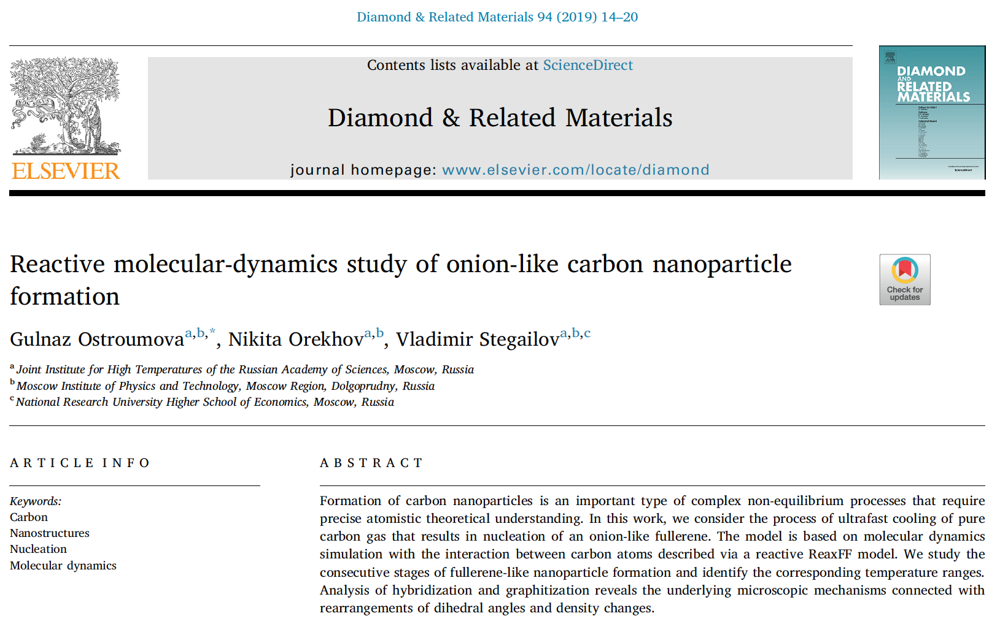 Diamond & Related Materials 94 (2019) 14–20
Contents lists available at ScienceDirect
Diamond & Related Materials
journal homepage: www.elsevier.com/locate/diamond
NON SOLUS
ELSEVIER
DIAMOND
AND
RELATED
MATERIALS
ScienceDirect
Reactive molecular-dynamics study of onion-like carbon nanoparticle
formation
Check for
updates
Gulnaz Ostroumova a,b,*, Nikita Orekhov a,b, Vladimir Stegailov a,b,c
a Joint Institute for High Temperatures of the Russian Academy of Sciences, Moscow, Russia
b Moscow Institute of Physics and Technology, Moscow Region, Dolgoprudny, Russia
c National Research University Higher School of Economics, Moscow, Russia
ARTICLE INFO
Keywords:
Carbon
Nanostructures
Nucleation
Molecular dynamics
ABSTRACT
Formation of carbon nanoparticles is an important type of complex non-equilibrium processes that require
precise atomistic theoretical understanding. In this work, we consider the process of ultrafast cooling of pure
carbon gas that results in nucleation of an onion-like fullerene. The model is based on molecular dynamics
simulation with the interaction between carbon atoms described via a reactive ReaxFF model. We study the
consecutive stages of fullerene-like nanoparticle formation and identify the corresponding temperature ranges.
Analysis of hybridization and graphitization reveals the underlying microscopic mechanisms connected with
rearrangements of dihedral angles and density changes.